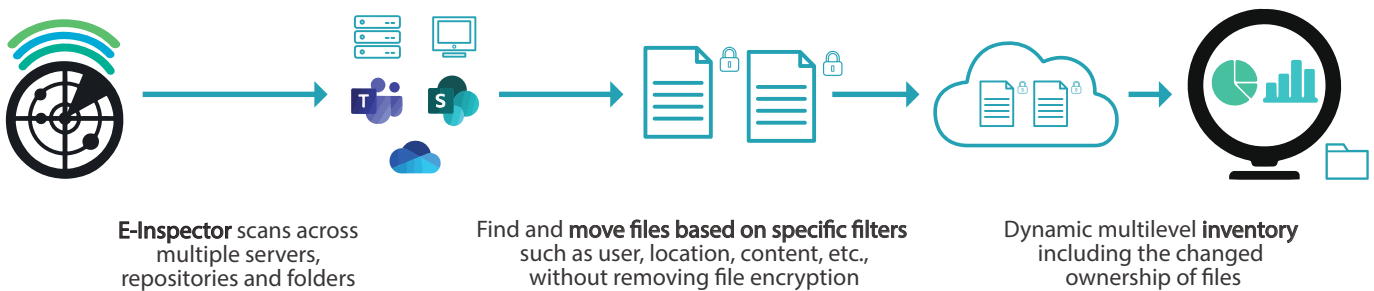 T
S
E-Inspector scans across
multiple servers,
repositories and folders
Find and move files based on specific filters
such as user, location, content, etc.,
without removing file encryption
Dynamic multilevel inventory
including the changed
ownership of files